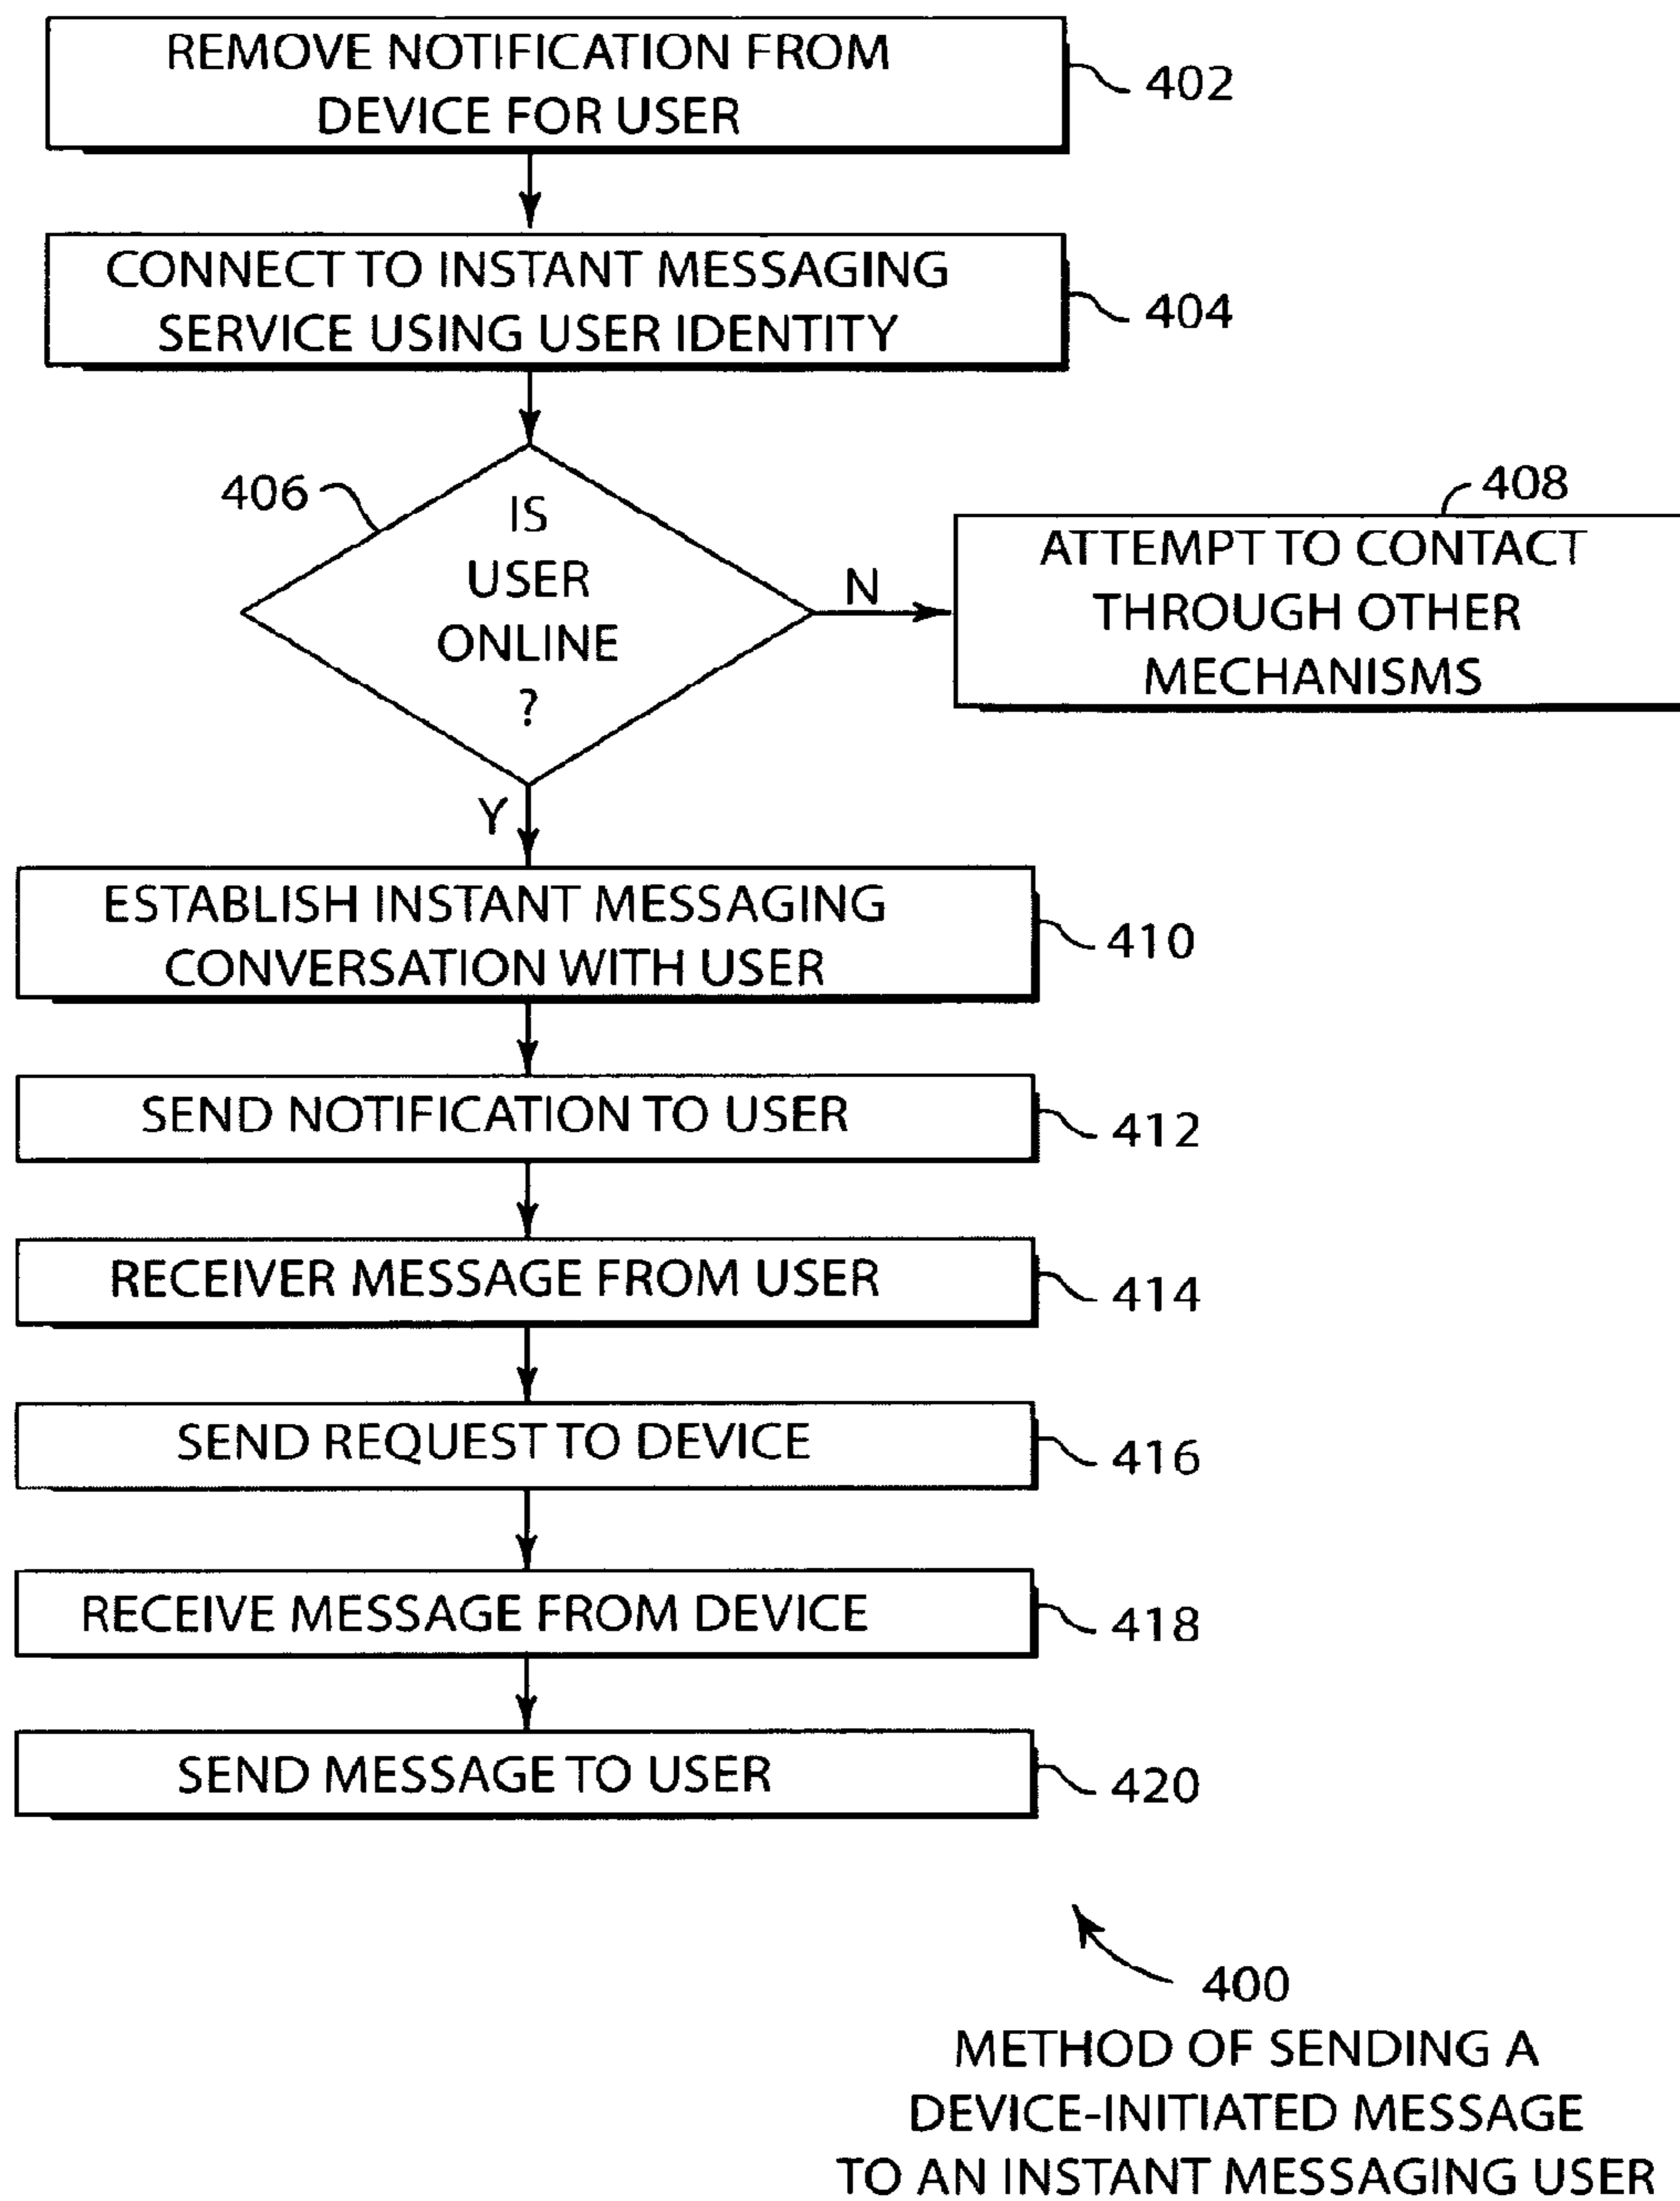 REMOVE NOTIFICATION FROM
DEVICE FOR USER
402
CONNECT TO INSTANT MESSAGING
SERVICE USING USER IDENTITY
404
406
IS
USER
ONLINE
?
N
408
ATTEMPT TO CONTACT
THROUGH OTHER
MECHANISMS
Y
ESTABLISH INSTANT MESSAGING
CONVERSATION WITH USER
410
SEND NOTIFICATION TO USER
412
RECEIVER MESSAGE FROM USER
414
SEND REQUEST TO DEVICE
416
RECEIVE MESSAGE FROM DEVICE
418
SEND MESSAGE TO USER
420
400
METHOD OF SENDING A
DEVICE-INITIATED MESSAGE
TO AN INSTANT MESSAGING USER